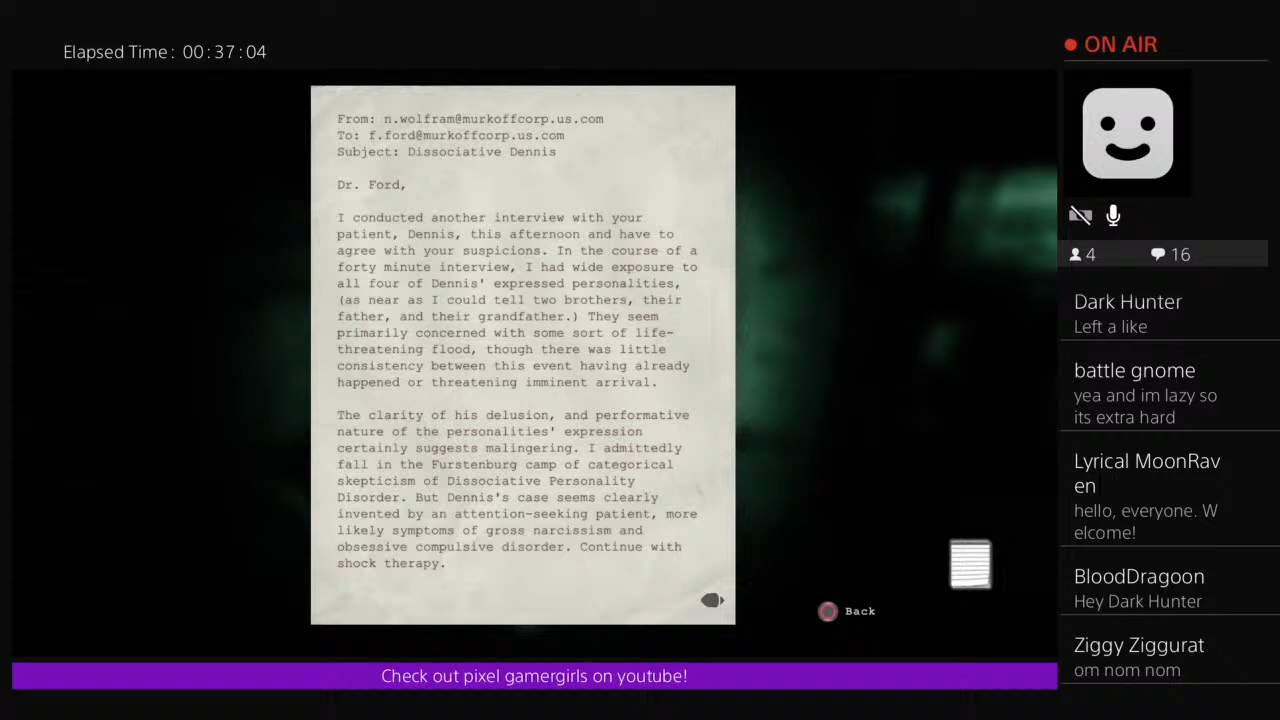 Elapsed Time: 00:37:04
From: n.wolfram@murkoffcorp.us.com
To: f.ford@murkoffcorp.us.com
Subject: Dissociative Dennis
Dr. Ford,
I conducted another interview with your
patient, Dennis, this afternoon and have to
agree with your suspicions. In the course of a
forty minute interview, I had wide exposure to
all four of Dennis' expressed personalities,
(as near as I could tell two brothers, their
father, and their grandfather.) They seem
primarily concerned with some sort of life-
threatening flood, though there was little
consistency between this event having already
happened or threatening imminent arrival.
The clarity of his delusion, and performative
nature of the personalities' expression
certainly suggests malingering. I admittedly
fall in the Furstenburg camp of categorical
skepticism of Dissociative Personality
Disorder. But Dennis's case seems clearly
invented by an attention-seeking patient, more
likely symptoms of gross narcissism and
obsessive compulsive disorder. Continue with
shock therapy.
Back
Check out pixel gamergirls on youtube!
ON AIR
4 16
Dark Hunter
Left a like
battle gnome
yea and im lazy so
its extra hard
Lyrical MoonRav
en
hello, everyone. W
elcome!
BloodDragoon
Hey Dark Hunter
Ziggy Ziggurat
om nom nom